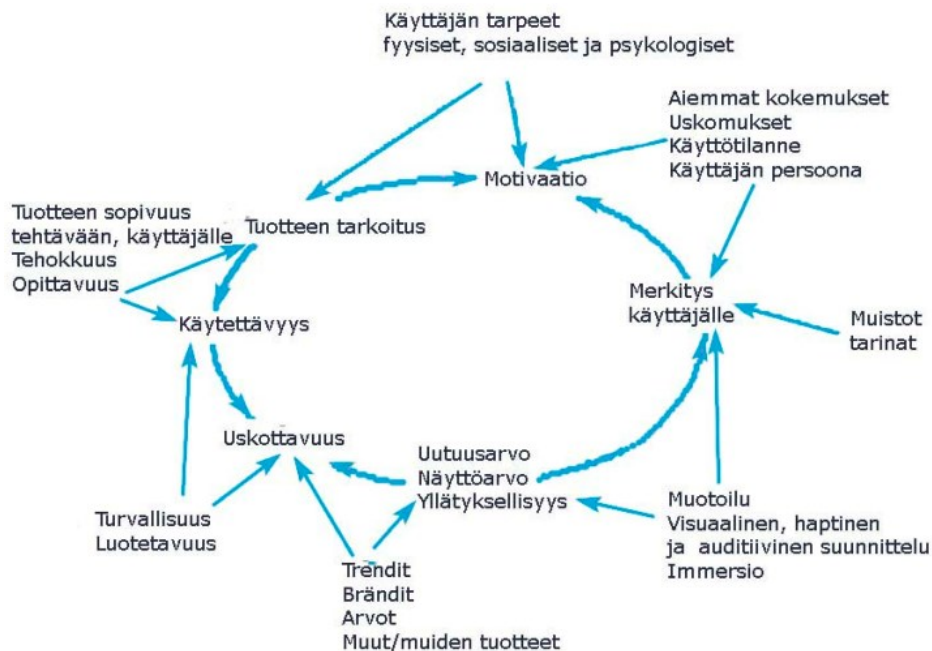 Käyttäjän tarpeet
fyysiset, sosiaaliset ja psykologiset
Aiemmat kokemukset
Uskomukset
Käyttötilanne
Käyttäjän persoona
Motivaatio
Tuotteen sopivuus
tehtävään, käyttäjälle
Tehokkuus
Opittavuus
Tuotteen tarkoitus
Merkitys
käyttäjälle
Käytettävyys
Muistot
tarinat
Uskottavuus
Uutuusarvo
Näyttöarvo
Yllätyksellisyys
Turvallisuus
Luotetavuus
Muotoilu
Visuaalinen, haptinen
ja auditiivinen suunnittelu
Immersio
Trendit
Brändit
Arvot
Muut/muiden tuotteet